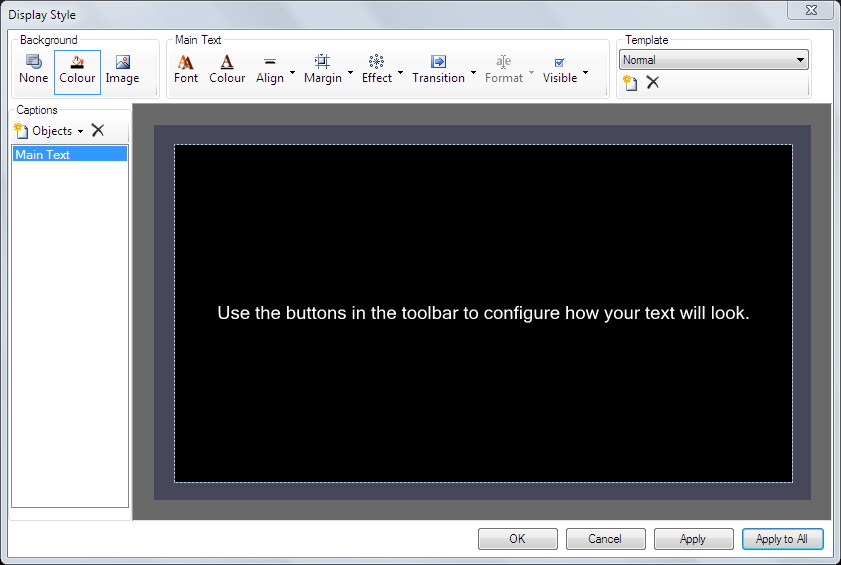 Display Style
Background
None
Colour
Image
Main Text
Font
Colour
Align
Margin
Effect
Transition
Format
Visible
Template
Normal
Captions
Objects
Main Text
Use the buttons in the toolbar to configure how your text will look.
OK
Cancel
Apply
Apply to All